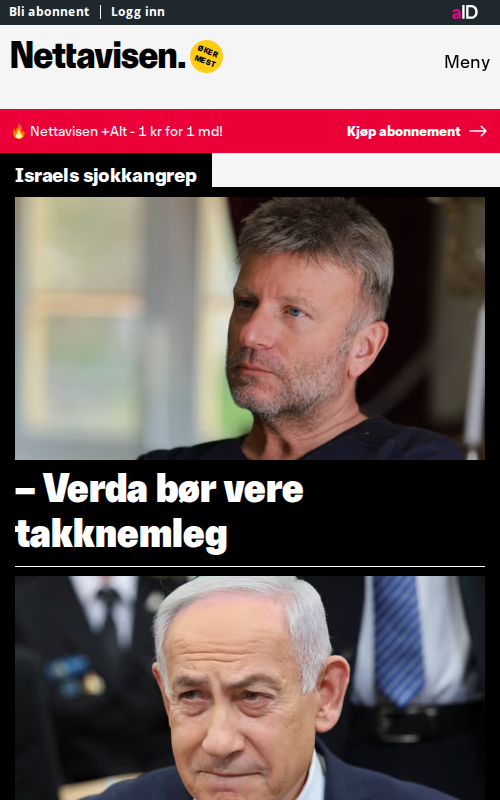 Bli abonnent | Logg inn
aID
Nettavisen.
ØKER
MEST
Meny
🔥 Nettavisen +Alt - 1 kr for 1 md!
Kjøp abonnement →
Israels sjokkangrep
– Verda bør vere
takknemleg